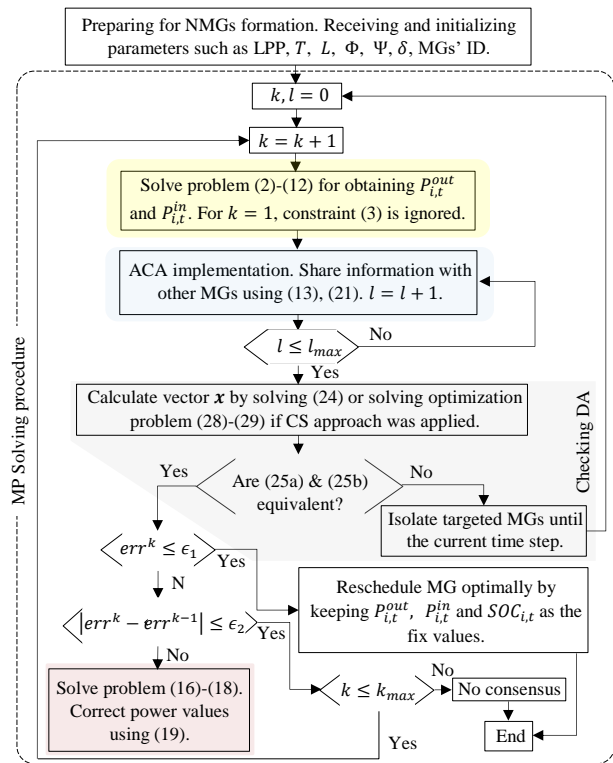 Preparing for NMGs formation. Receiving and initializing
parameters such as LPP, T, L, Φ, Ψ, δ, MGs' ID.
k, l = 0
k = k + 1
Solve problem (2)-(12) for obtaining P_{i,t}^{out}
and P_{i,t}^{in}. For k = 1, constraint (3) is ignored.
ACA implementation. Share information with
other MGs using (13), (21). l = l + 1.
l ≤ l_{max}
No
Yes
Calculate vector x by solving (24) or solving optimization
problem (28)-(29) if CS approach was applied.
Are (25a) & (25b)
equivalent?
Yes
No
Isolate targeted MGs until
the current time step.
Checking DA
MP Solving procedure
err^k ≤ ϵ_1
Yes
N
Reschedule MG optimally by
keeping P_{i,t}^{out}, P_{i,t}^{in} and SOC_{i,t} as the
fix values.
|err^k − err^{k−1}| ≤ ϵ_2
Yes
No
Solve problem (16)-(18).
Correct power values
using (19).
k ≤ k_{max}
No
No consensus
Yes
End